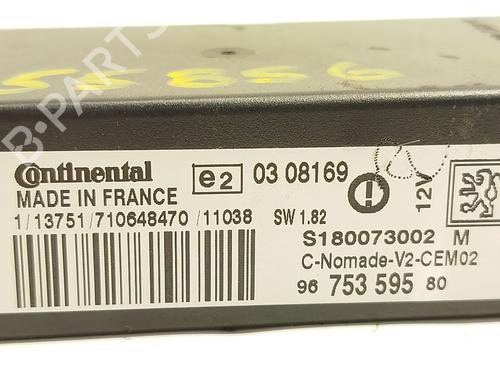 B-PARTS
Continental
MADE IN FRANCE
e2 03 08169
12V
1/13751/710648470/11038 SW 1.82
S180073002 M
C-Nomade-V2-CEM02
96 753 595 80